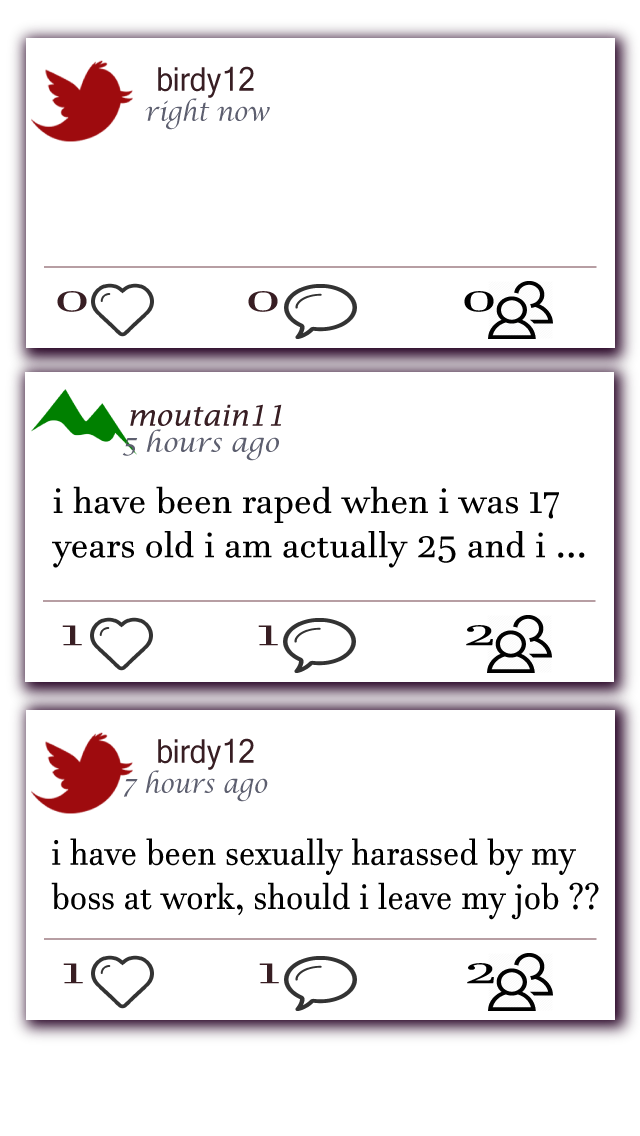 birdy12
right now
0 0 0
moutain11
5 hours ago
i have been raped when i was 17
years old i am actually 25 and i ...
1 1 2
birdy12
7 hours ago
i have been sexually harassed by my
boss at work, should i leave my job ??
1 1 2